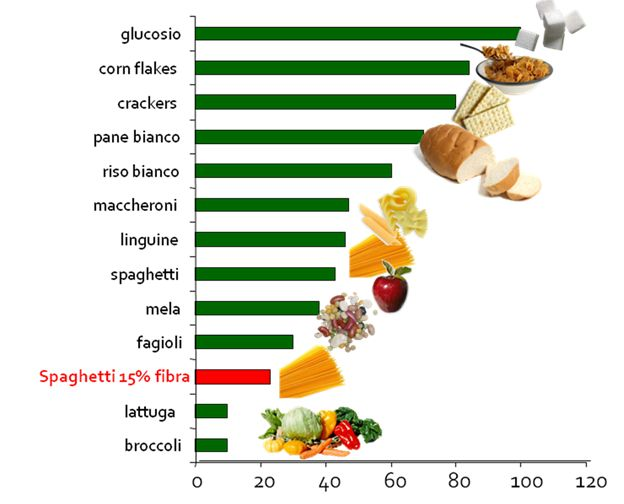 glucosio
corn flakes
crackers
pane bianco
riso bianco
maccheroni
linguine
spaghetti
mela
fagioli
Spaghetti 15% fibra
lattuga
broccoli
0 20 40 60 80 100 120